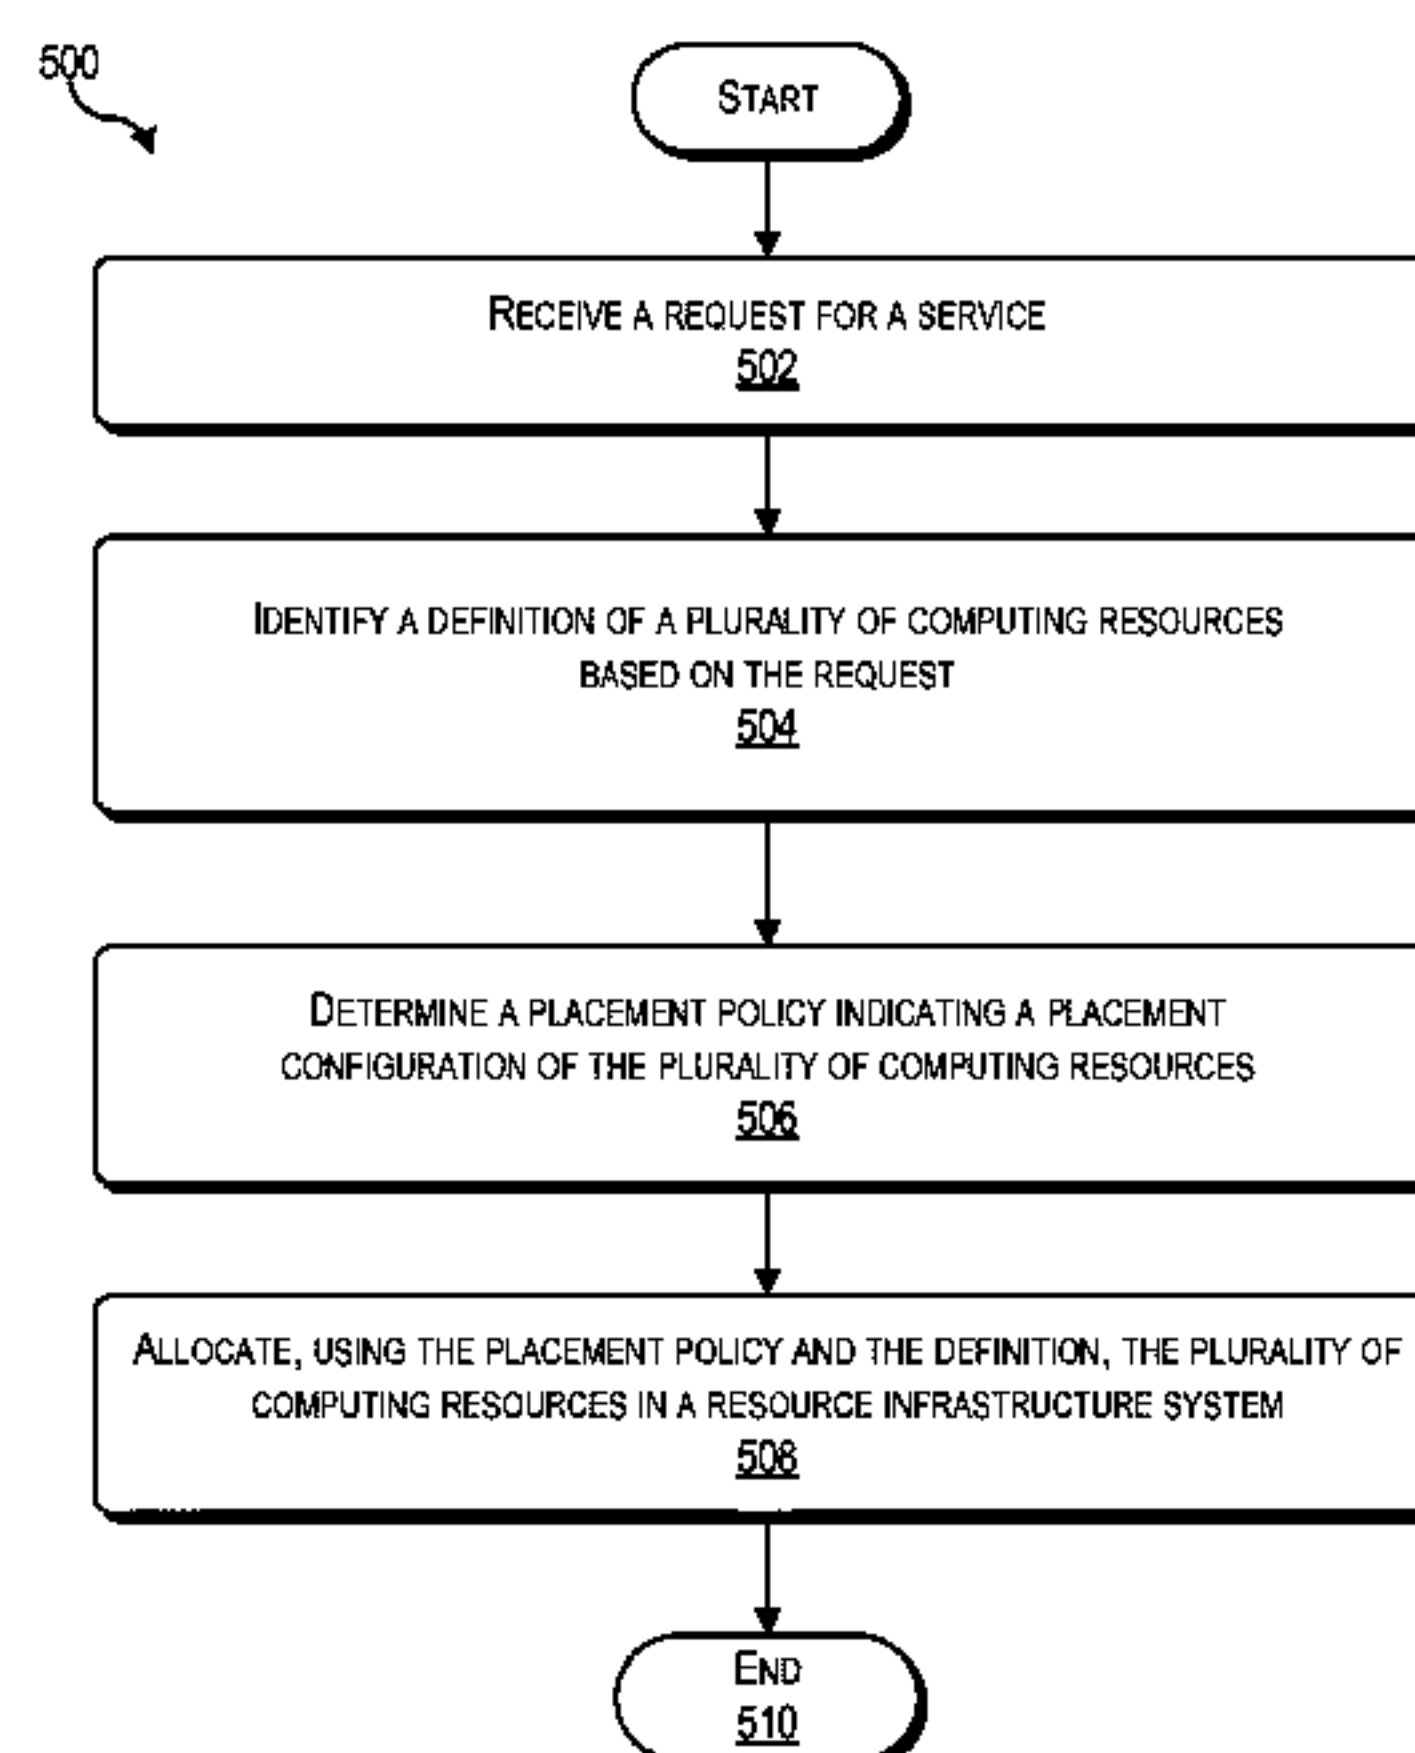 500
START
RECEIVE A REQUEST FOR A SERVICE
502
IDENTIFY A DEFINITION OF A PLURALITY OF COMPUTING RESOURCES
BASED ON THE REQUEST
504
DETERMINE A PLACEMENT POLICY INDICATING A PLACEMENT
CONFIGURATION OF THE PLURALITY OF COMPUTING RESOURCES
506
ALLOCATE, USING THE PLACEMENT POLICY AND THE DEFINITION, THE PLURALITY OF
COMPUTING RESOURCES IN A RESOURCE INFRASTRUCTURE SYSTEM
508
END
510